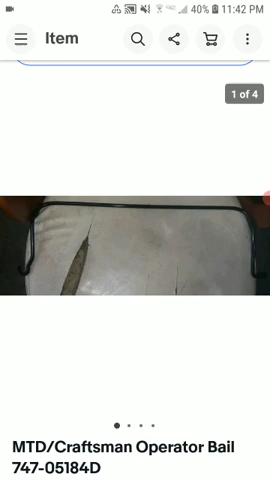 40% 11:42 PM
Item
1 of 4
MTD/Craftsman Operator Bail
747-05184D